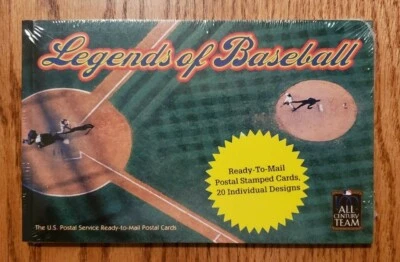 Legends of Baseball
Ready-To-Mail
Postal Stamped Cards,
20 Individual Designs
The U.S. Postal Service Ready-to-Mail Postal Cards
ALL
CENTURY
TEAM